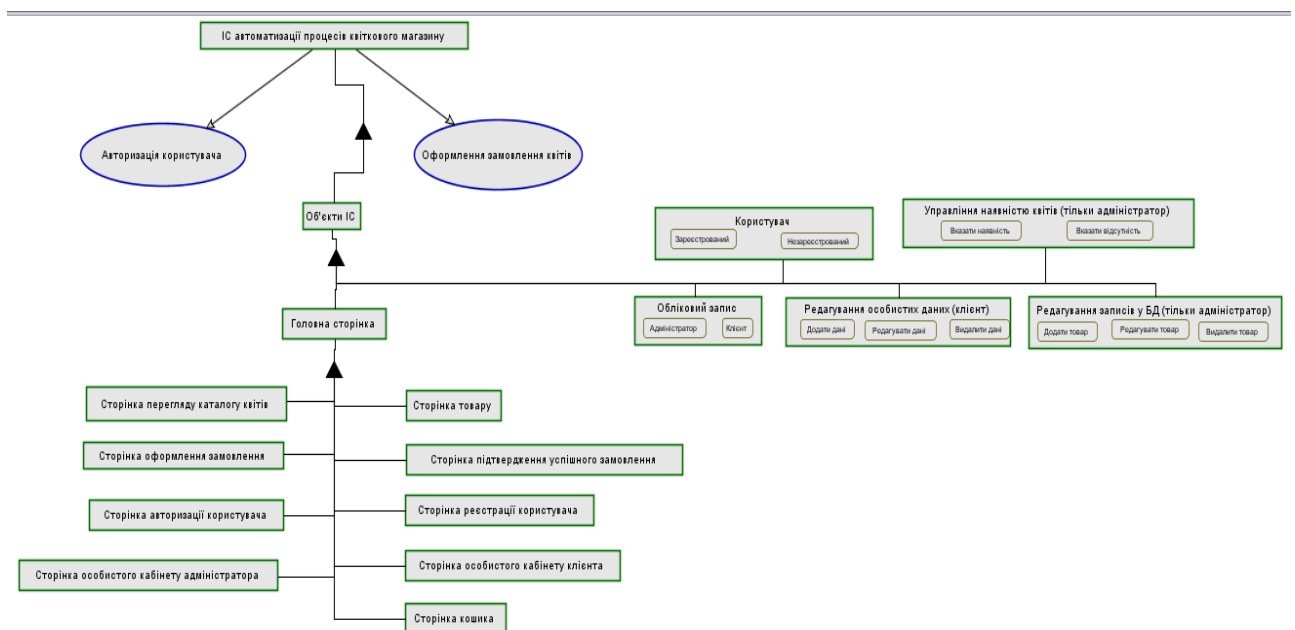 ІС автоматизації процесів квіткового магазину
Авторизація користувача
Оформлення замовлення квітів
Об'єкти ІС
Користувач
Зареєстрований
Незареєстрований
Управління наявністю квітів (тільки адміністратор)
Вказати наявність
Вказати відсутність
Головна сторінка
Обліковий запис
Адміністратор
Клієнт
Редагування особистих даних (клієнт)
Додати дані
Редагувати дані
Видалити дані
Редагування записів у БД (тільки адміністратор)
Додати товар
Редагувати товар
Видалити товар
Сторінка перегляду каталогу квітів
Сторінка товару
Сторінка оформлення замовлення
Сторінка підтвердження успішного замовлення
Сторінка авторизації користувача
Сторінка реєстрації користувача
Сторінка особистого кабінету адміністратора
Сторінка особистого кабінету клієнта
Сторінка кошика